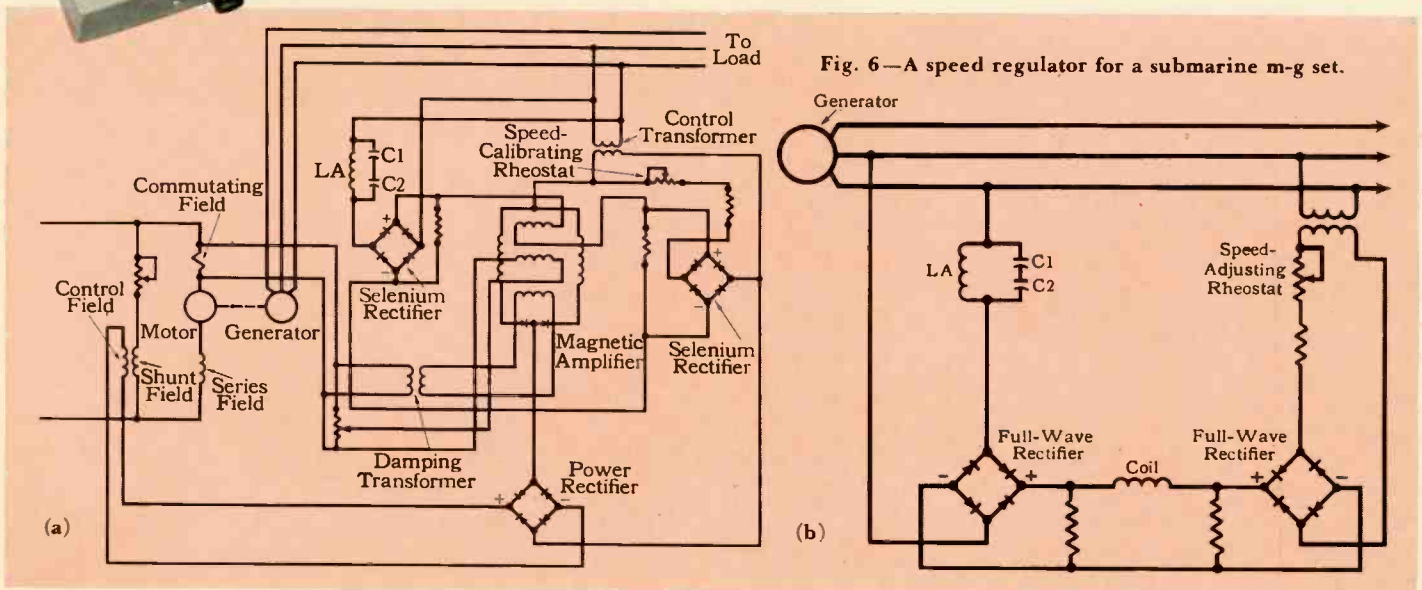 To
Load
Control
Transformer
Speed-
Calibrating
Rheostat
C1
LA
C2
Commutating
Field
+
-
Selenium
Rectifier
+
-
Control
Field
Motor
Generator
Magnetic
Amplifier
Selenium
Rectifier
Shunt
Field
Series
Field
Damping
Transformer
Power
Rectifier
+
-
(a)
Fig. 6—A speed regulator for a submarine m-g set.
Generator
LA
C1
C2
Speed-
Adjusting
Rheostat
Full-Wave
Rectifier
Full-Wave
Rectifier
-
+
Coil
+
-
(b)